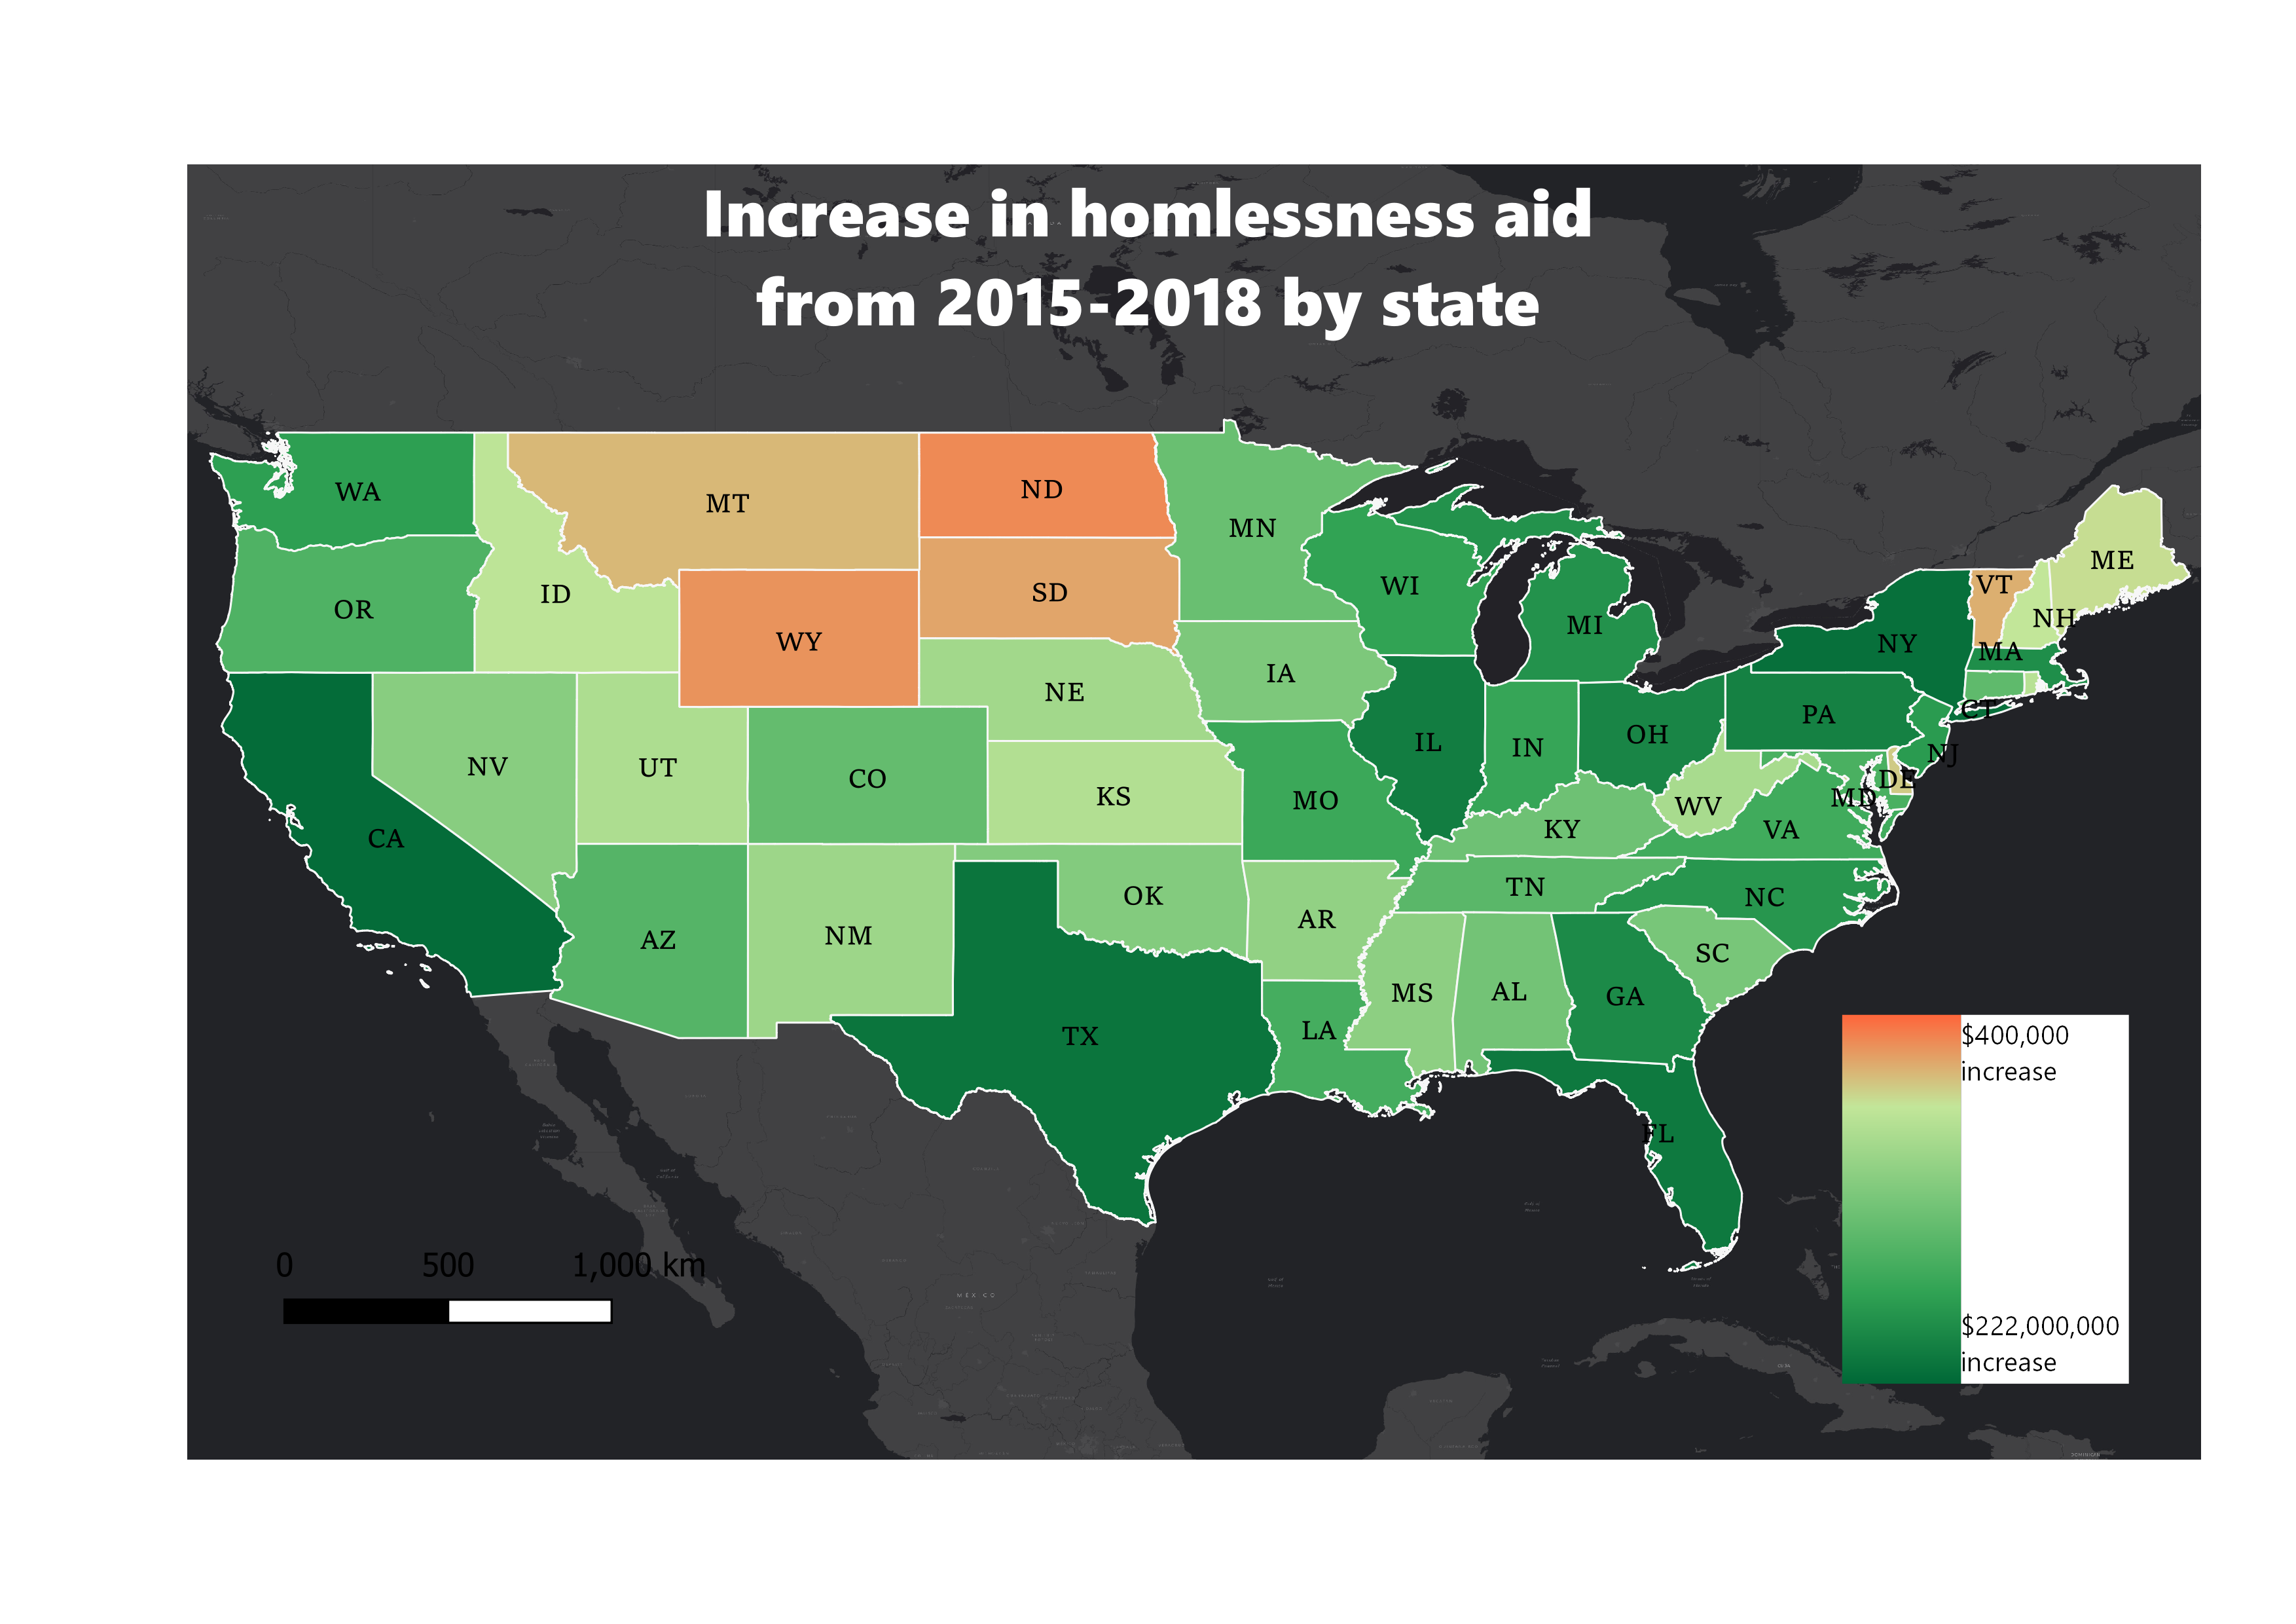 Increase in homlessness aid
from 2015-2018 by state
WA
MT
ND
MN
ME
VT
NH
OR
ID
SD
WI
MI
NY
MA
WY
IA
NE
PA
CT
NV
UT
CO
IL
IN
OH
NJ
DE
MD
KS
MO
WV
VA
KY
CA
TN
NC
OK
AR
AZ
NM
SC
MS
AL
GA
TX
LA
FL
$400,000
increase
$222,000,000
increase
0 500 1,000 km
MEXICO